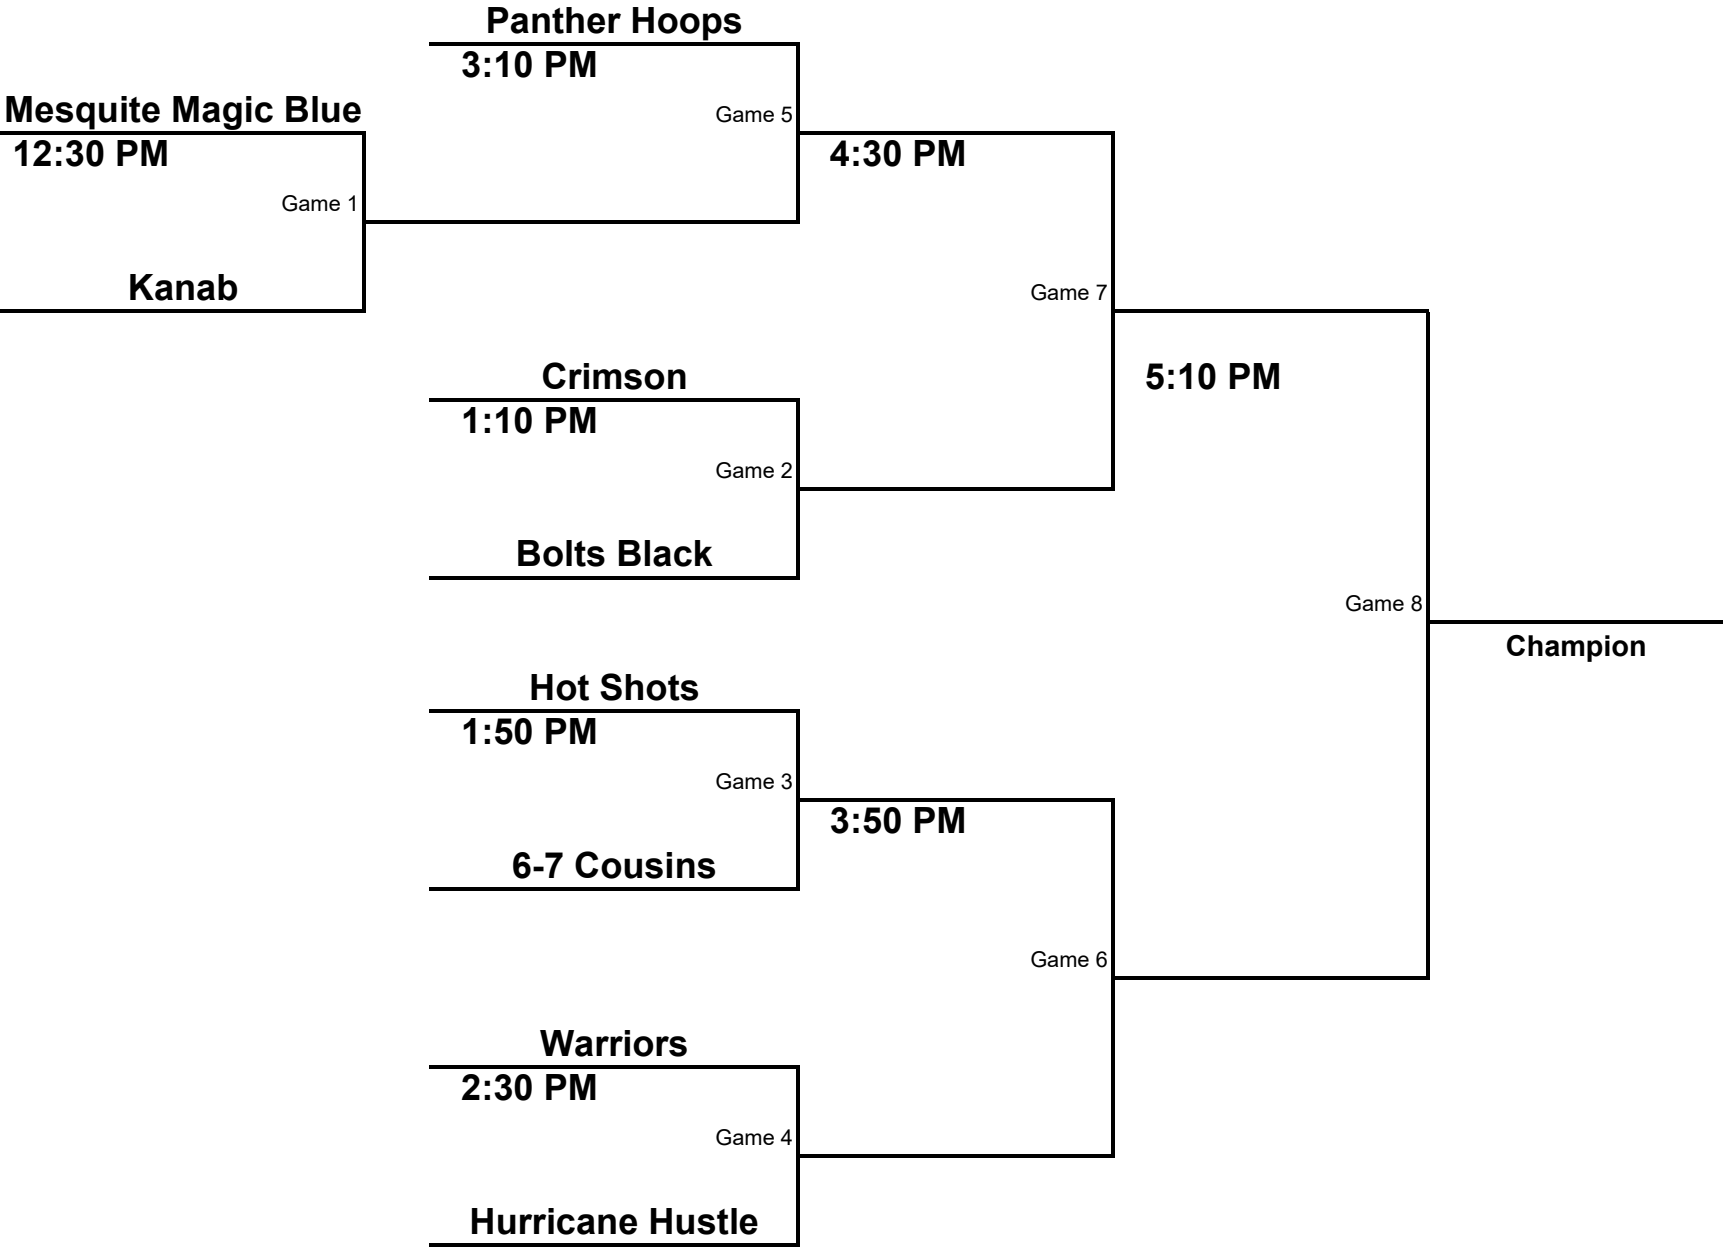 Panther Hoops
3:10 PM
Mesquite Magic Blue
Game 5
12:30 PM
4:30 PM
Game 1
Kanab
Game 7
Crimson
5:10 PM
1:10 PM
Game 2
Bolts Black
Game 8
Champion
Hot Shots
1:50 PM
Game 3
3:50 PM
6-7 Cousins
Game 6
Warriors
2:30 PM
Game 4
Hurricane Hustle